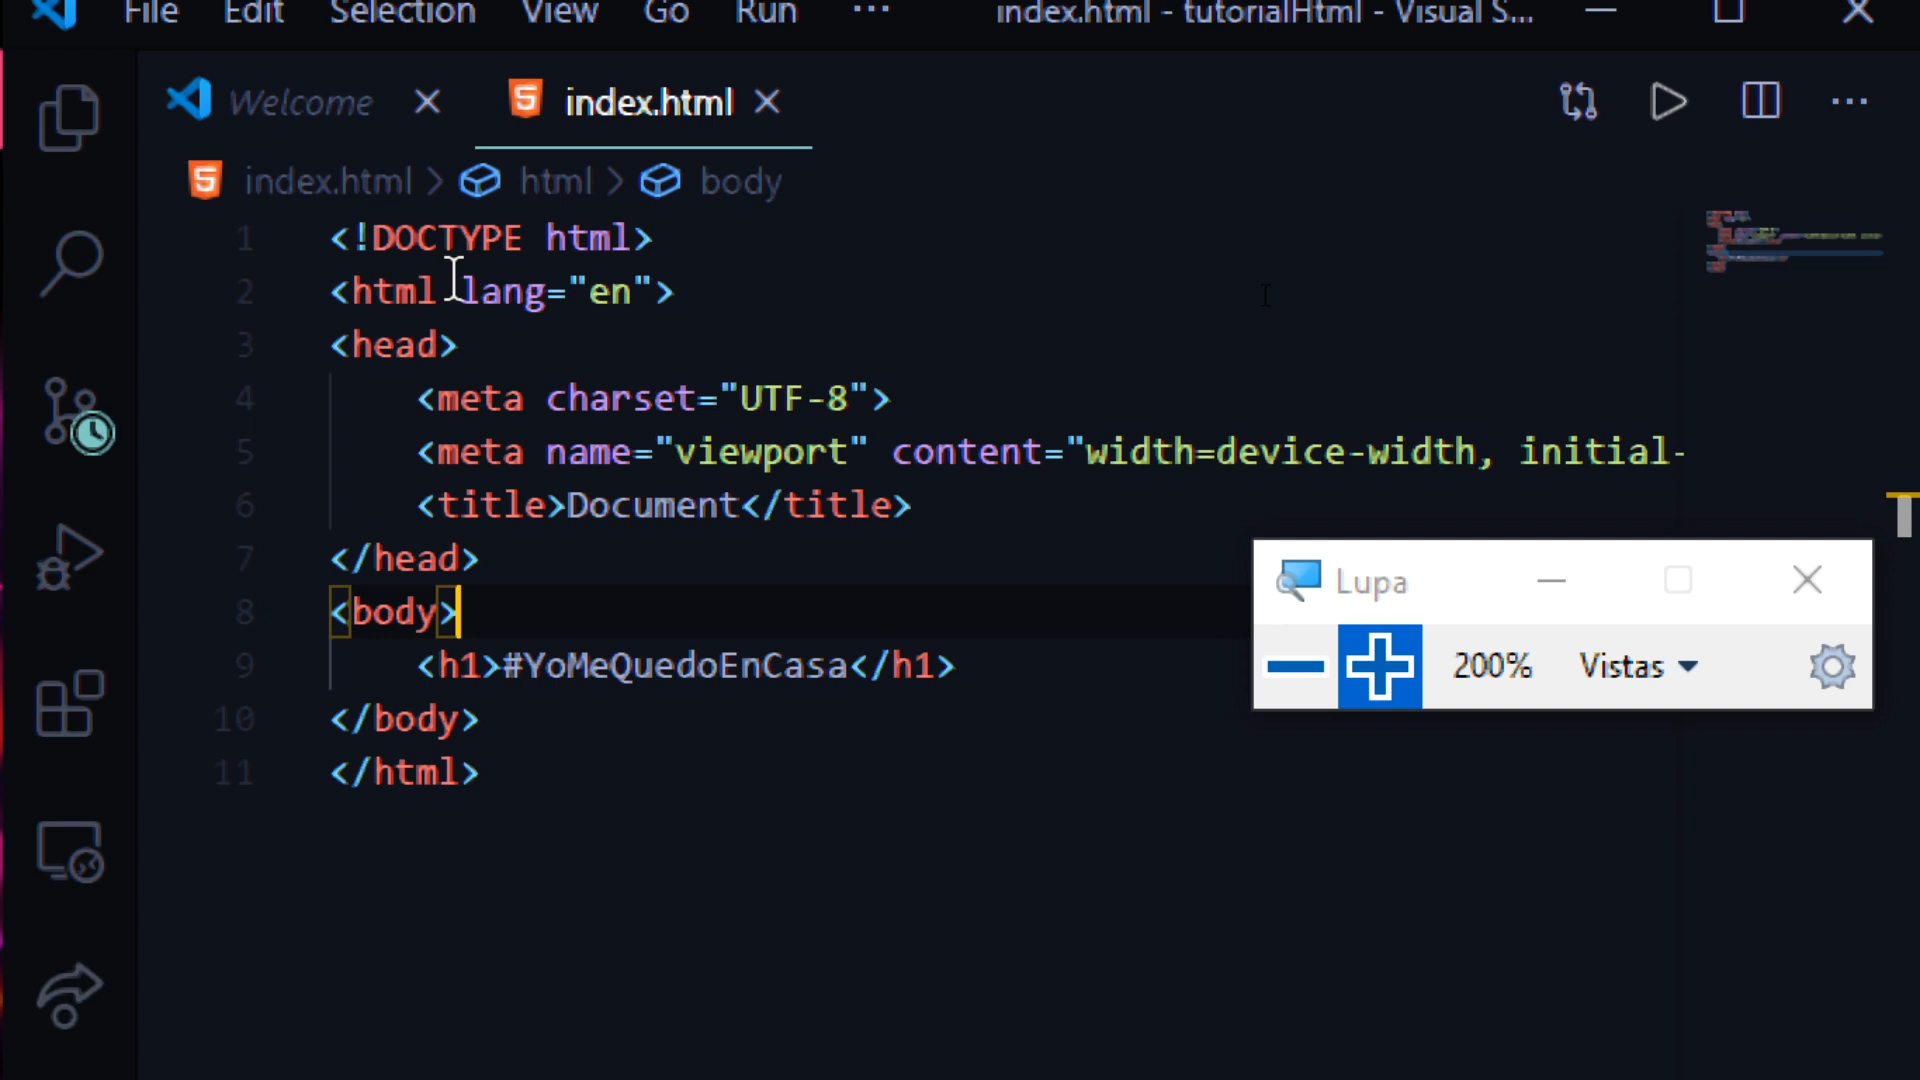 File Edit Selection View Go Run ··· index.html - tutorialHtml - Visual S...
Welcome index.html
index.html > html > body
1 <!DOCTYPE html>
2 <html lang="en">
3 <head>
4 <meta charset="UTF-8">
5 <meta name="viewport" content="width=device-width, initial-
6 <title>Document</title>
7 </head>
8 <body>
9 <h1>#YoMeQuedoEnCasa</h1>
10 </body>
11 </html>
Lupa
200% Vistas